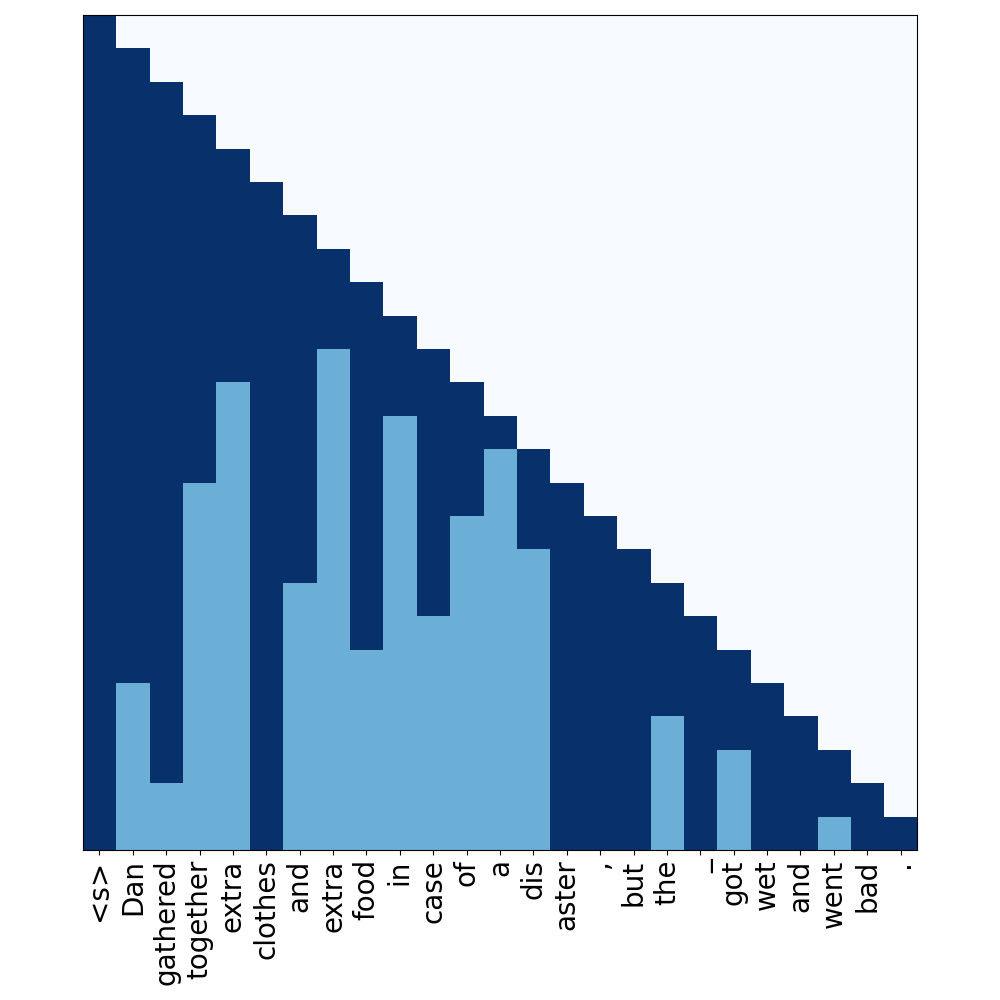 <s> Dan gathered together extra clothes and extra food in case of a dis aster , but the _ got wet and went bad .